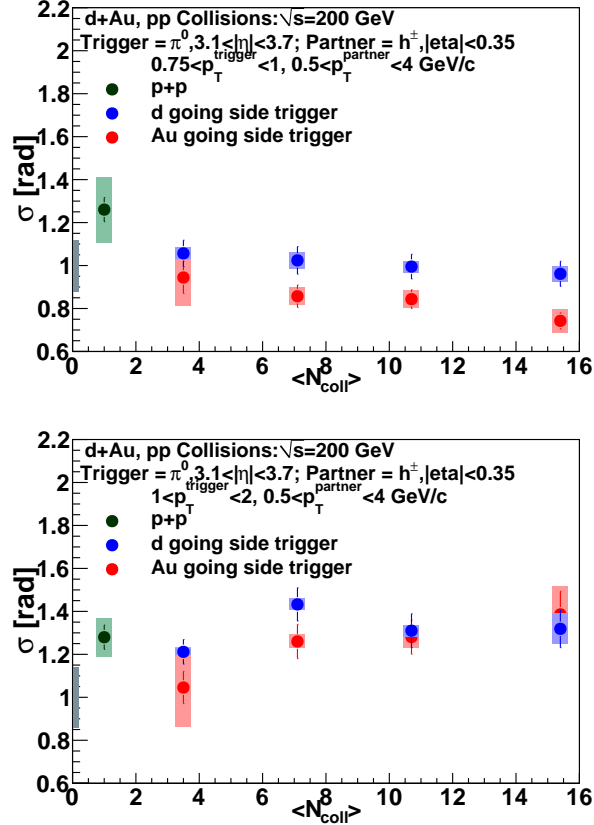 d+Au, pp Collisions:√s=200 GeV
Trigger = π⁰,3.1<|η|<3.7; Partner = h±,|eta|<0.35
0.75<p_T^trigger<1, 0.5<p_T^partner<4 GeV/c
p+p
d going side trigger
Au going side trigger
σ [rad]
2.2
2
1.8
1.6
1.4
1.2
1
0.8
0.6
0 2 4 6 8 10 12 14 16
<N_coll>
d+Au, pp Collisions:√s=200 GeV
Trigger = π⁰,3.1<|η|<3.7; Partner = h±,|eta|<0.35
1<p_T^trigger<2, 0.5<p_T^partner<4 GeV/c
p+p
d going side trigger
Au going side trigger
σ [rad]
2.2
2
1.8
1.6
1.4
1.2
1
0.8
0.6
0 2 4 6 8 10 12 14 16
<N_coll>